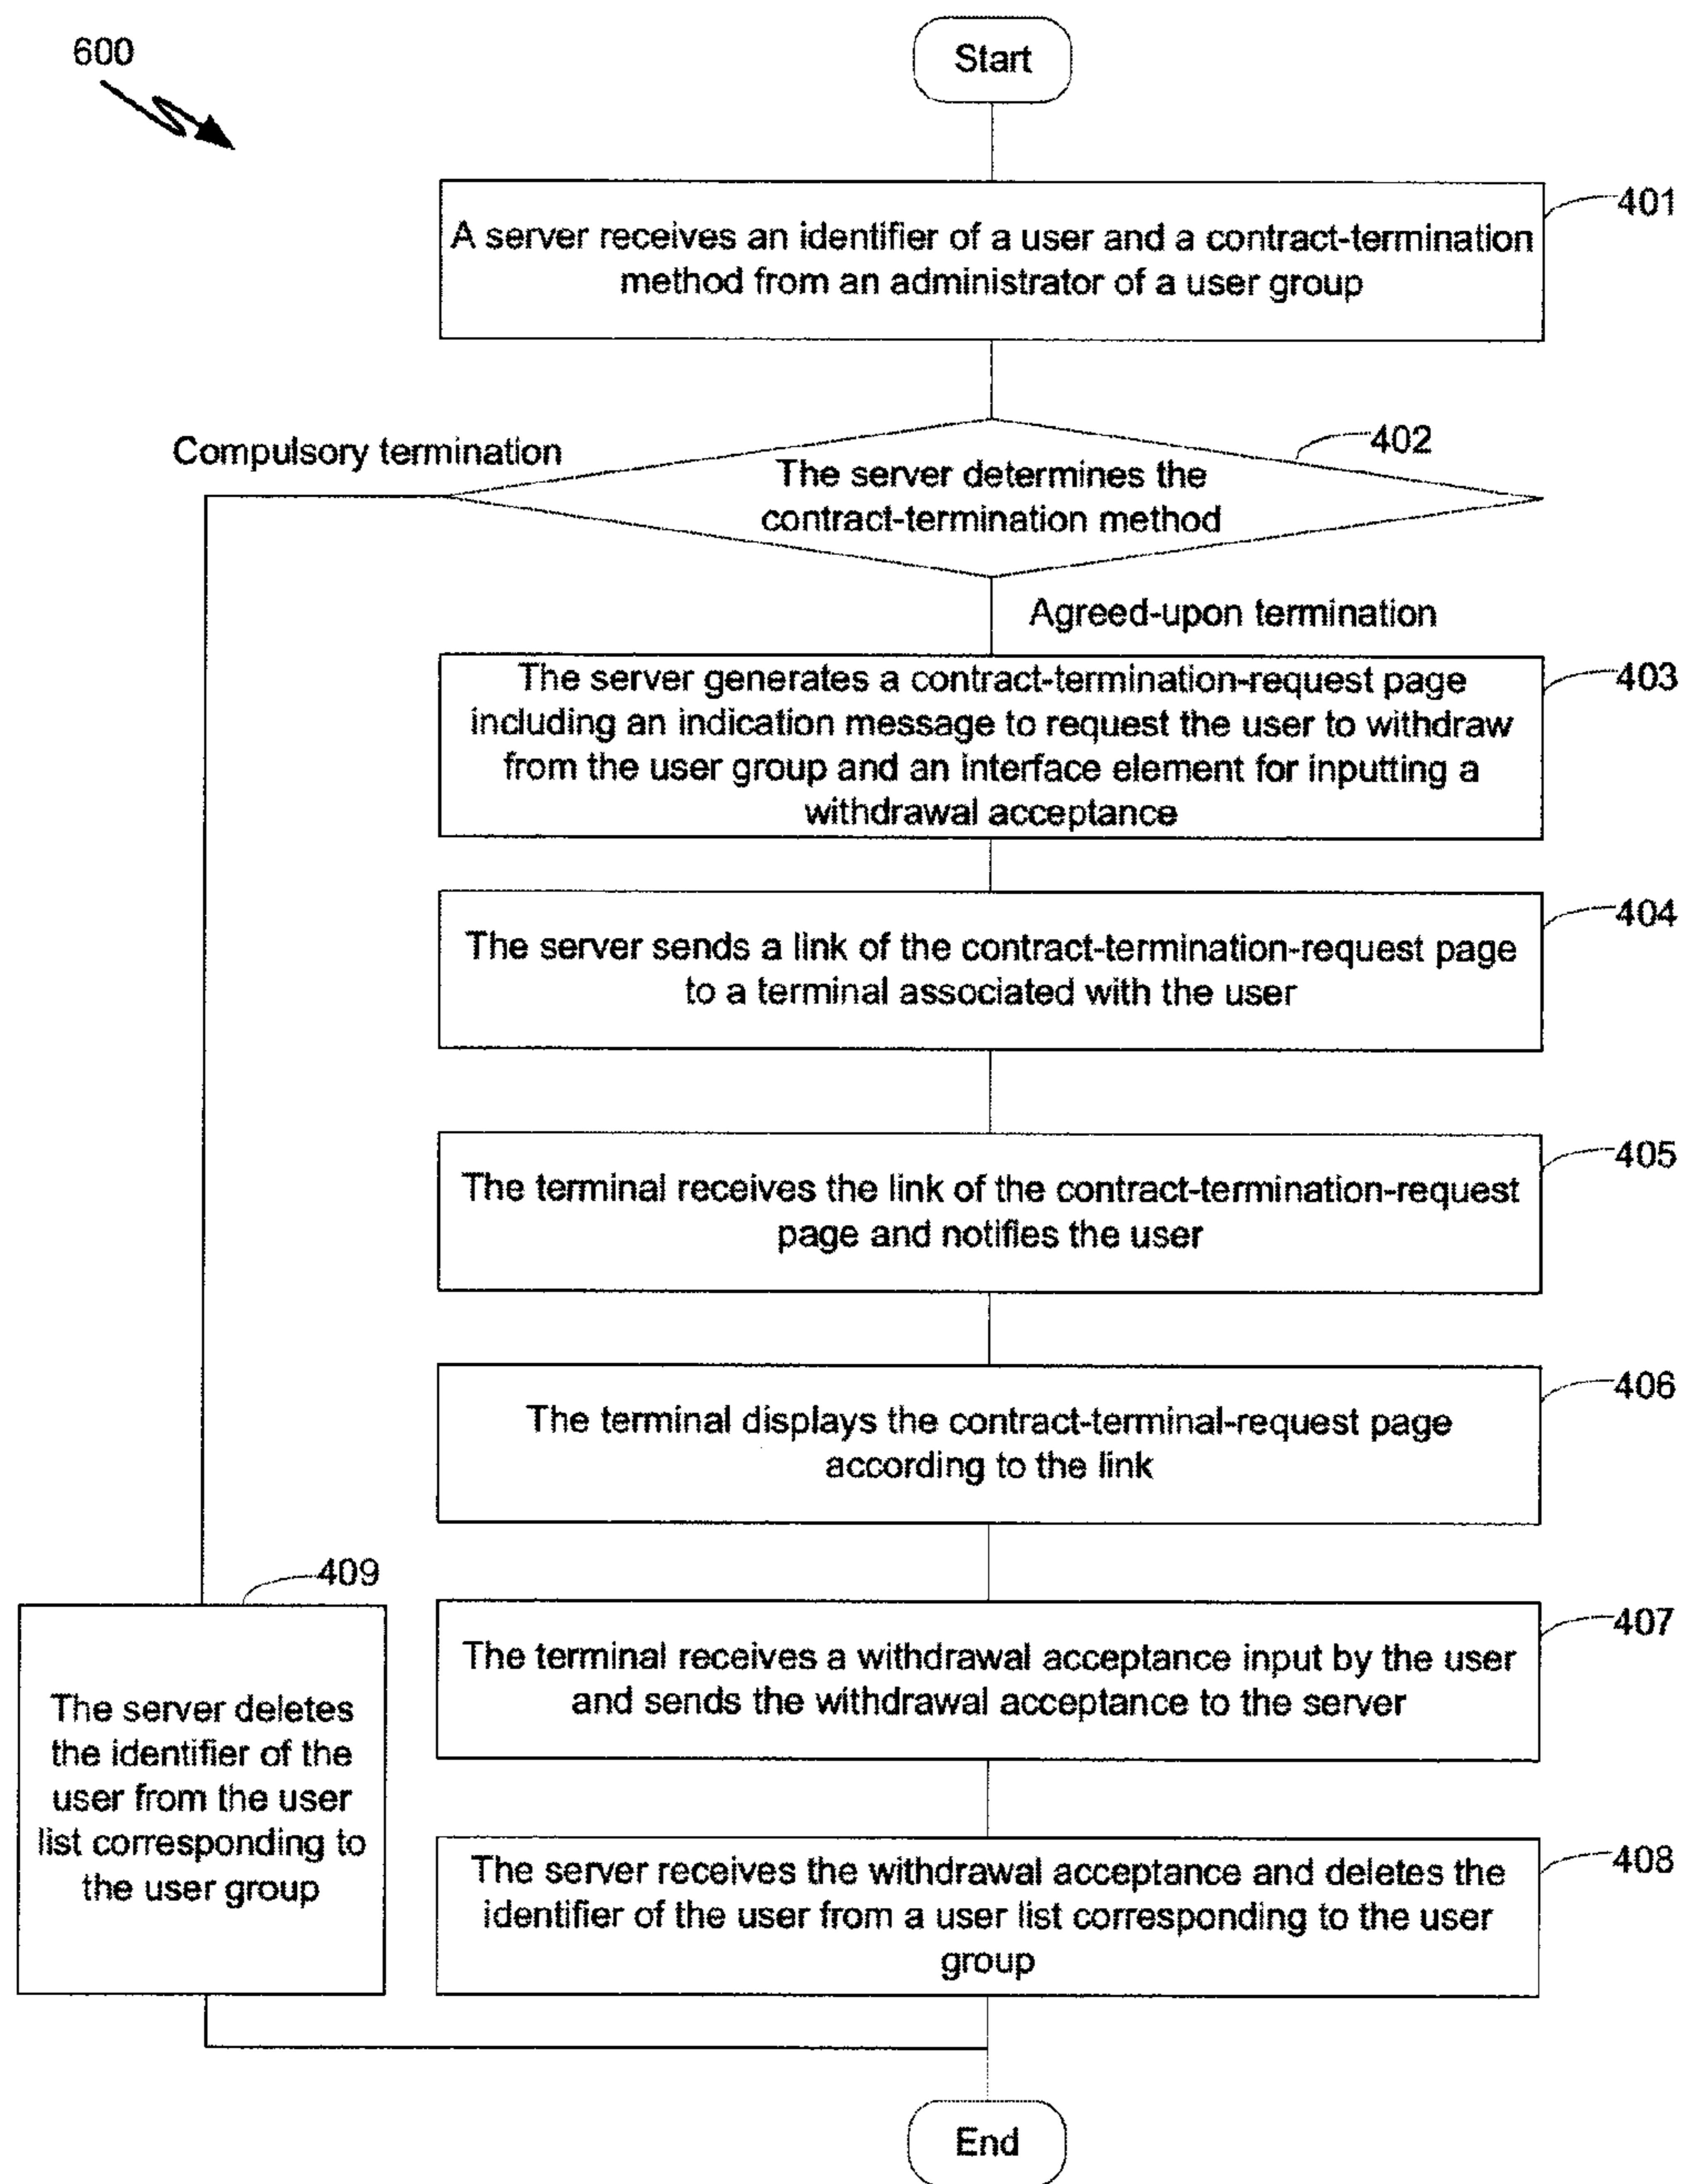 600
Start
401
A server receives an identifier of a user and a contract-termination
method from an administrator of a user group
Compulsory termination
402
The server determines the
contract-termination method
Agreed-upon termination
403
The server generates a contract-termination-request page
including an indication message to request the user to withdraw
from the user group and an interface element for inputting a
withdrawal acceptance
404
The server sends a link of the contract-termination-request page
to a terminal associated with the user
405
The terminal receives the link of the contract-termination-request
page and notifies the user
406
The terminal displays the contract-terminal-request page
according to the link
407
The terminal receives a withdrawal acceptance input by the user
and sends the withdrawal acceptance to the server
409
The server deletes
the identifier of the
user from the user
list corresponding to
the user group
408
The server receives the withdrawal acceptance and deletes the
identifier of the user from a user list corresponding to the user
group
End